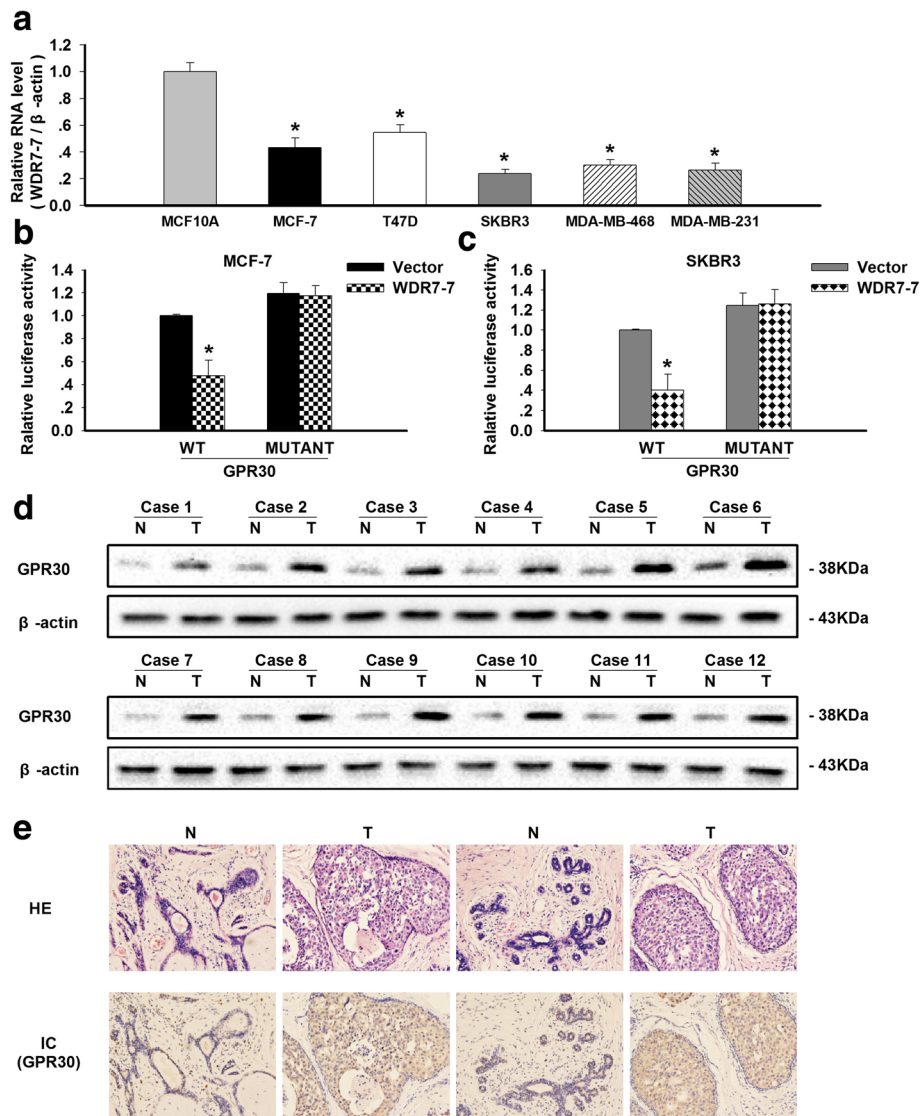 a
Ralative RNA level
( WDR7-7 / β -actin )
1.2
1.0
.8
.6
.4
.2
0.0
*
*
*
*
*
MCF10A MCF-7 T47D SKBR3 MDA-MB-468 MDA-MB-231
b
MCF-7
Ralative luciferase activity
1.4
1.2
1.0
.8
.6
.4
.2
0.0
*
Vector
WDR7-7
WT MUTANT
GPR30
c
SKBR3
Ralative luciferase activity
1.6
1.4
1.2
1.0
.8
.6
.4
.2
0.0
*
Vector
WDR7-7
WT MUTANT
GPR30
d
Case 1 Case 2 Case 3 Case 4 Case 5 Case 6
N T N T N T N T N T N T
GPR30 - 38KDa
β -actin - 43KDa
Case 7 Case 8 Case 9 Case 10 Case 11 Case 12
N T N T N T N T N T N T
GPR30 - 38KDa
β -actin - 43KDa
e
N T N T
HE
IC
(GPR30)